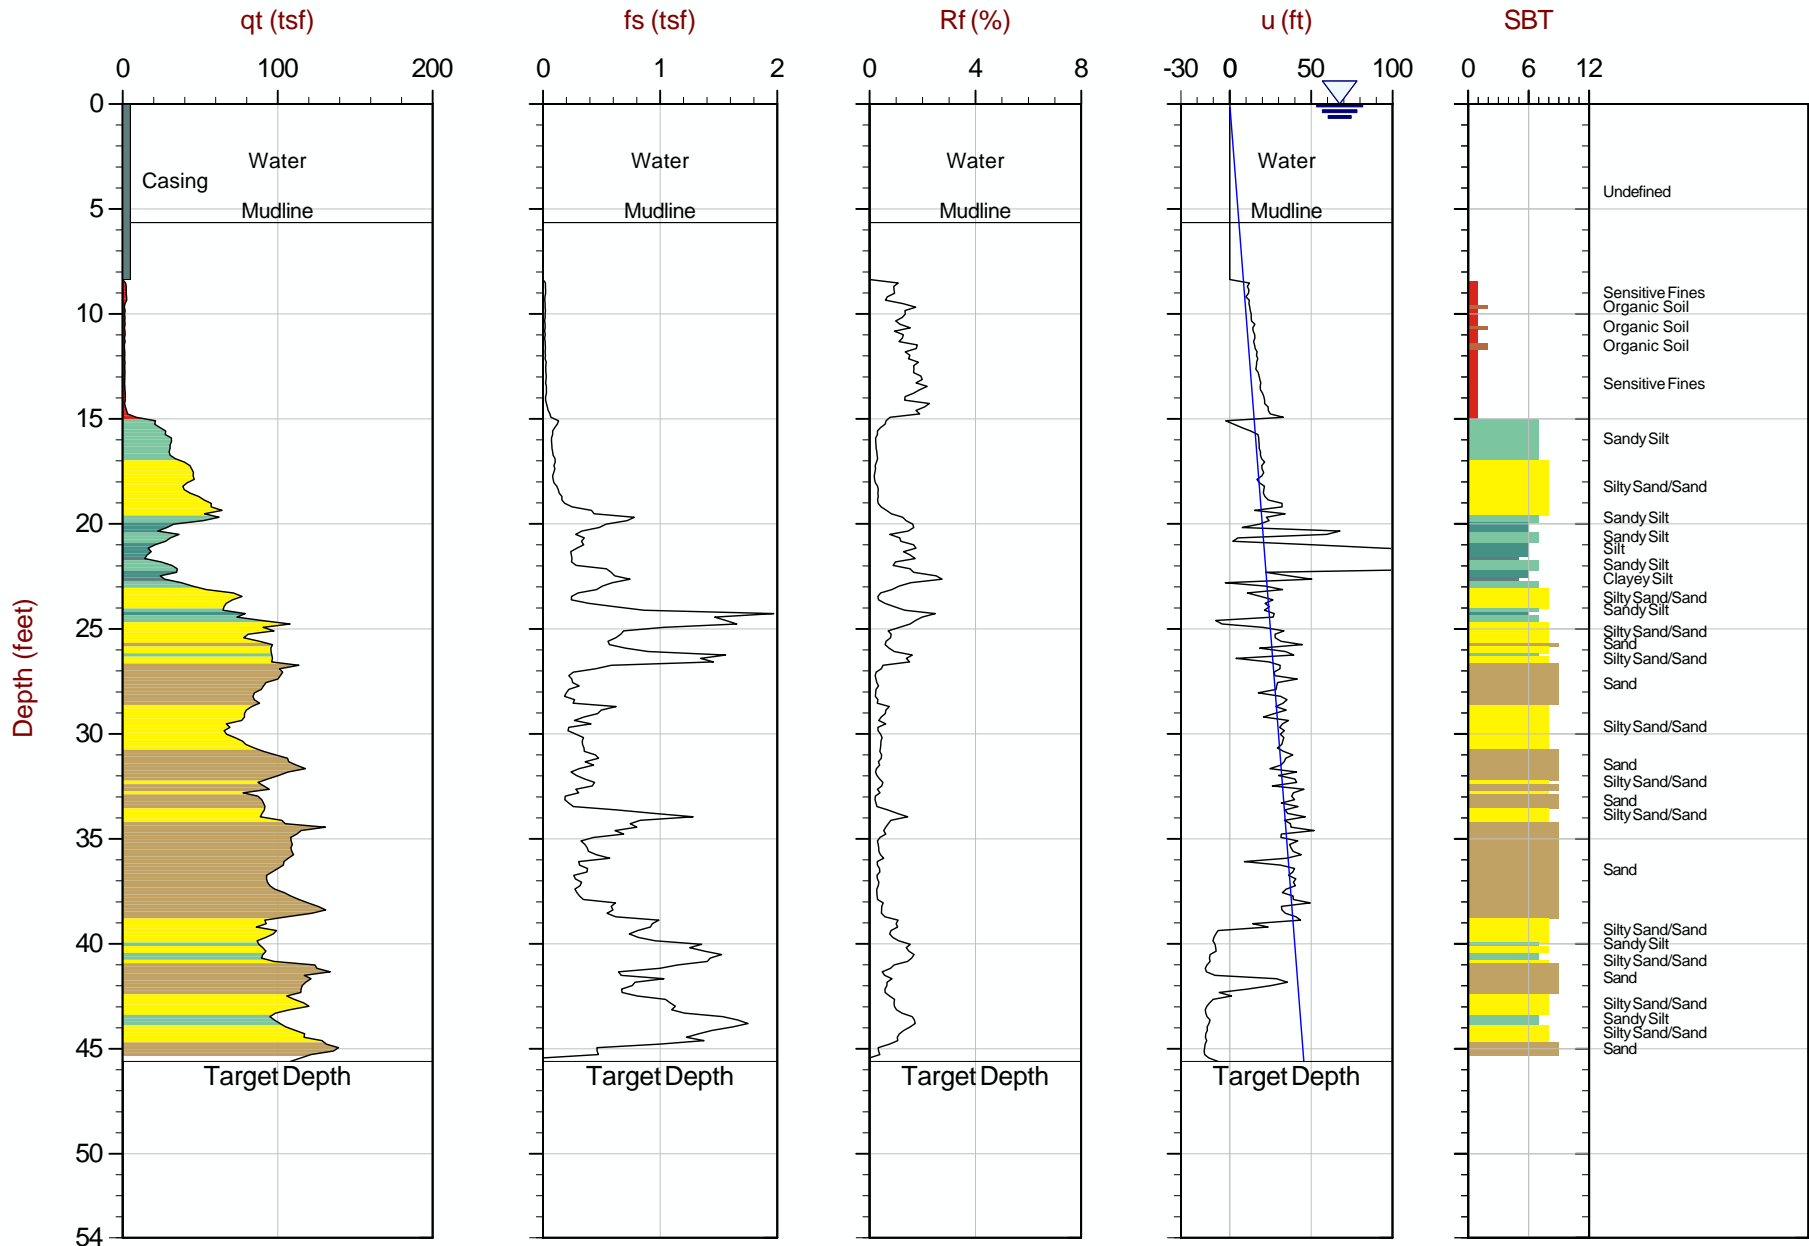 qt (tsf) fs (tsf) Rf (%) u (ft) SBT
0 100 200 0 1 2 0 4 8 -30 0 50 100 0 6 12
0
Water Water Water Water
Casing
Undefined
5 Mudline Mudline Mudline Mudline
Sensitive Fines
Organic Soil
10
Organic Soil
Organic Soil
Sensitive Fines
15
Sandy Silt
Silty Sand/Sand
Sandy Silt
20
Sandy Silt
Silt
Sandy Silt
Clayey Silt
Silty Sand/Sand
Sandy Silt
25
Silty Sand/Sand
Sand
Silty Sand/Sand
Depth (feet)
Sand
Silty Sand/Sand
30
Sand
Silty Sand/Sand
Sand
Silty Sand/Sand
35
Sand
Silty Sand/Sand
40
Sandy Silt
Silty Sand/Sand
Sand
Silty Sand/Sand
Sandy Silt
Silty Sand/Sand
45
Sand
Target Depth Target Depth Target Depth Target Depth
50
54